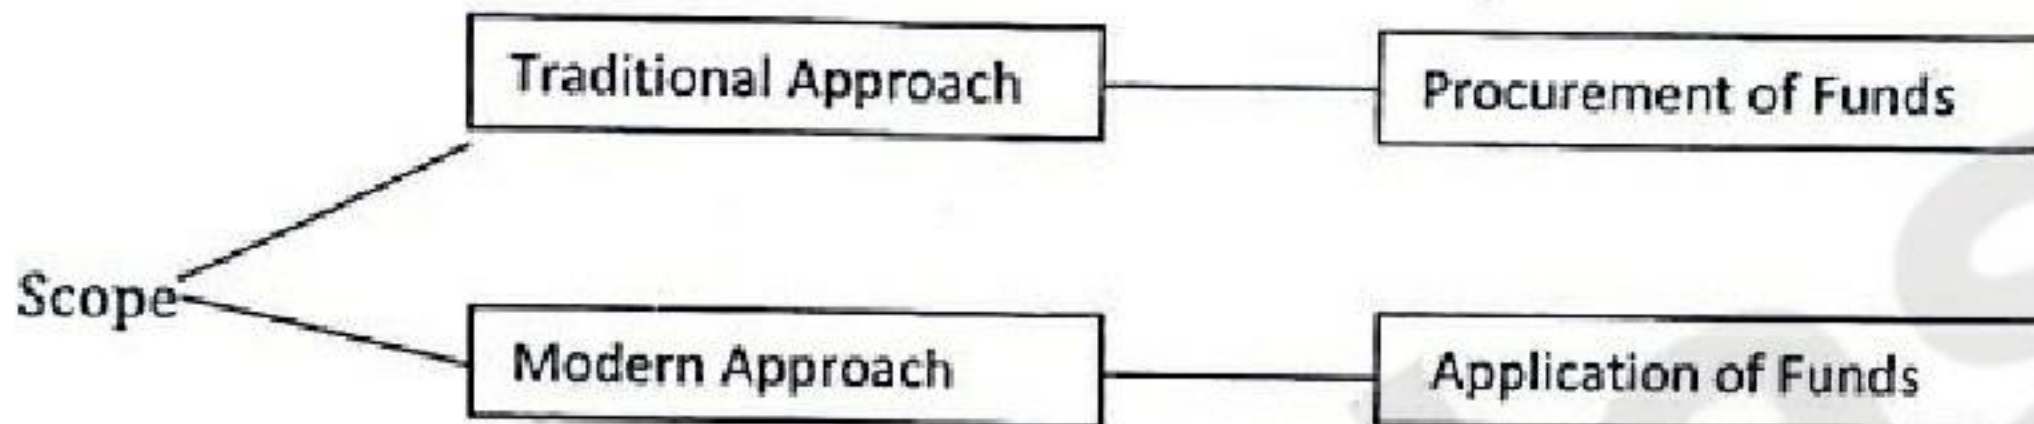 Traditional Approach
Procurement of Funds
Scope
Modern Approach
Application of Funds